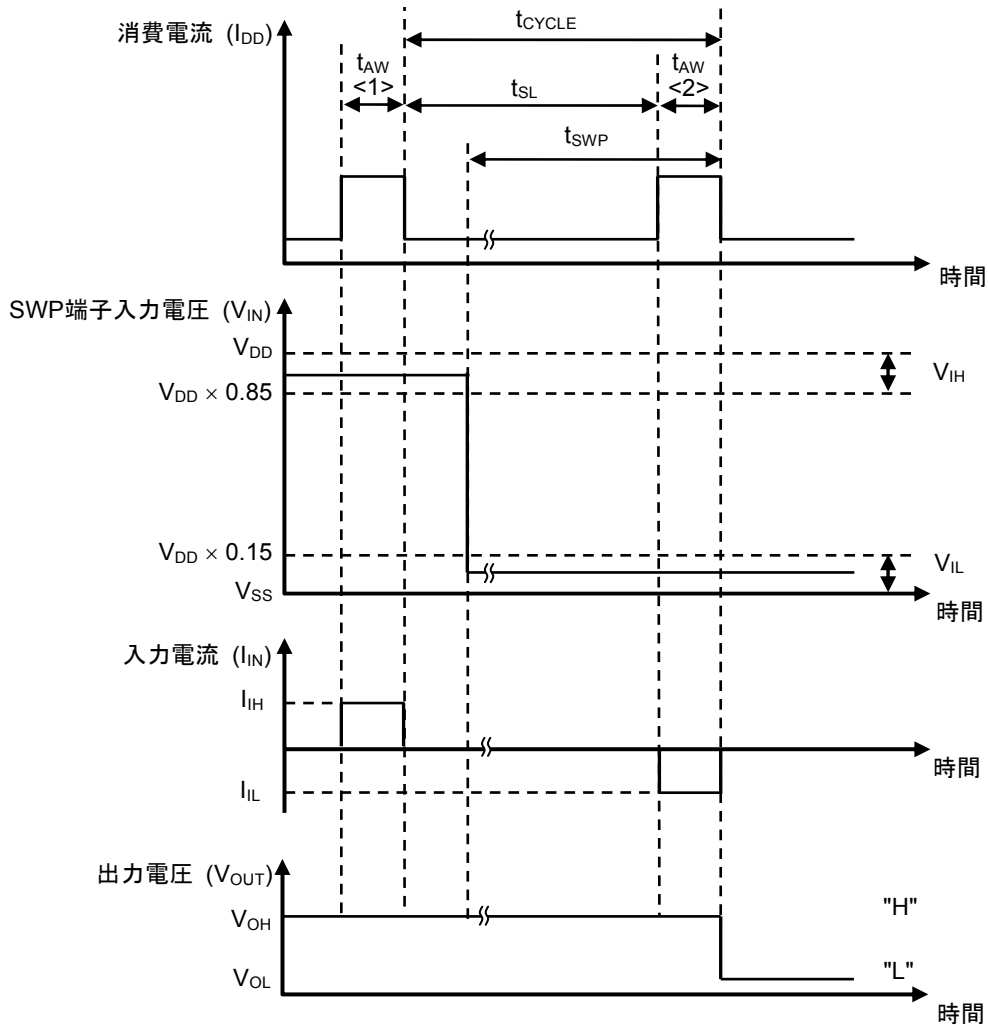 消費電流 (IDD)
tCYCLE
tAW
<1>
tSL
tAW
<2>
tSWP
時間
SWP端子入力電圧 (VIN)
VDD
VIH
VDD × 0.85
VDD × 0.15
VIL
VSS
時間
入力電流 (IIN)
IIH
時間
IIL
出力電圧 (VOUT)
VOH
"H"
VOL
"L"
時間